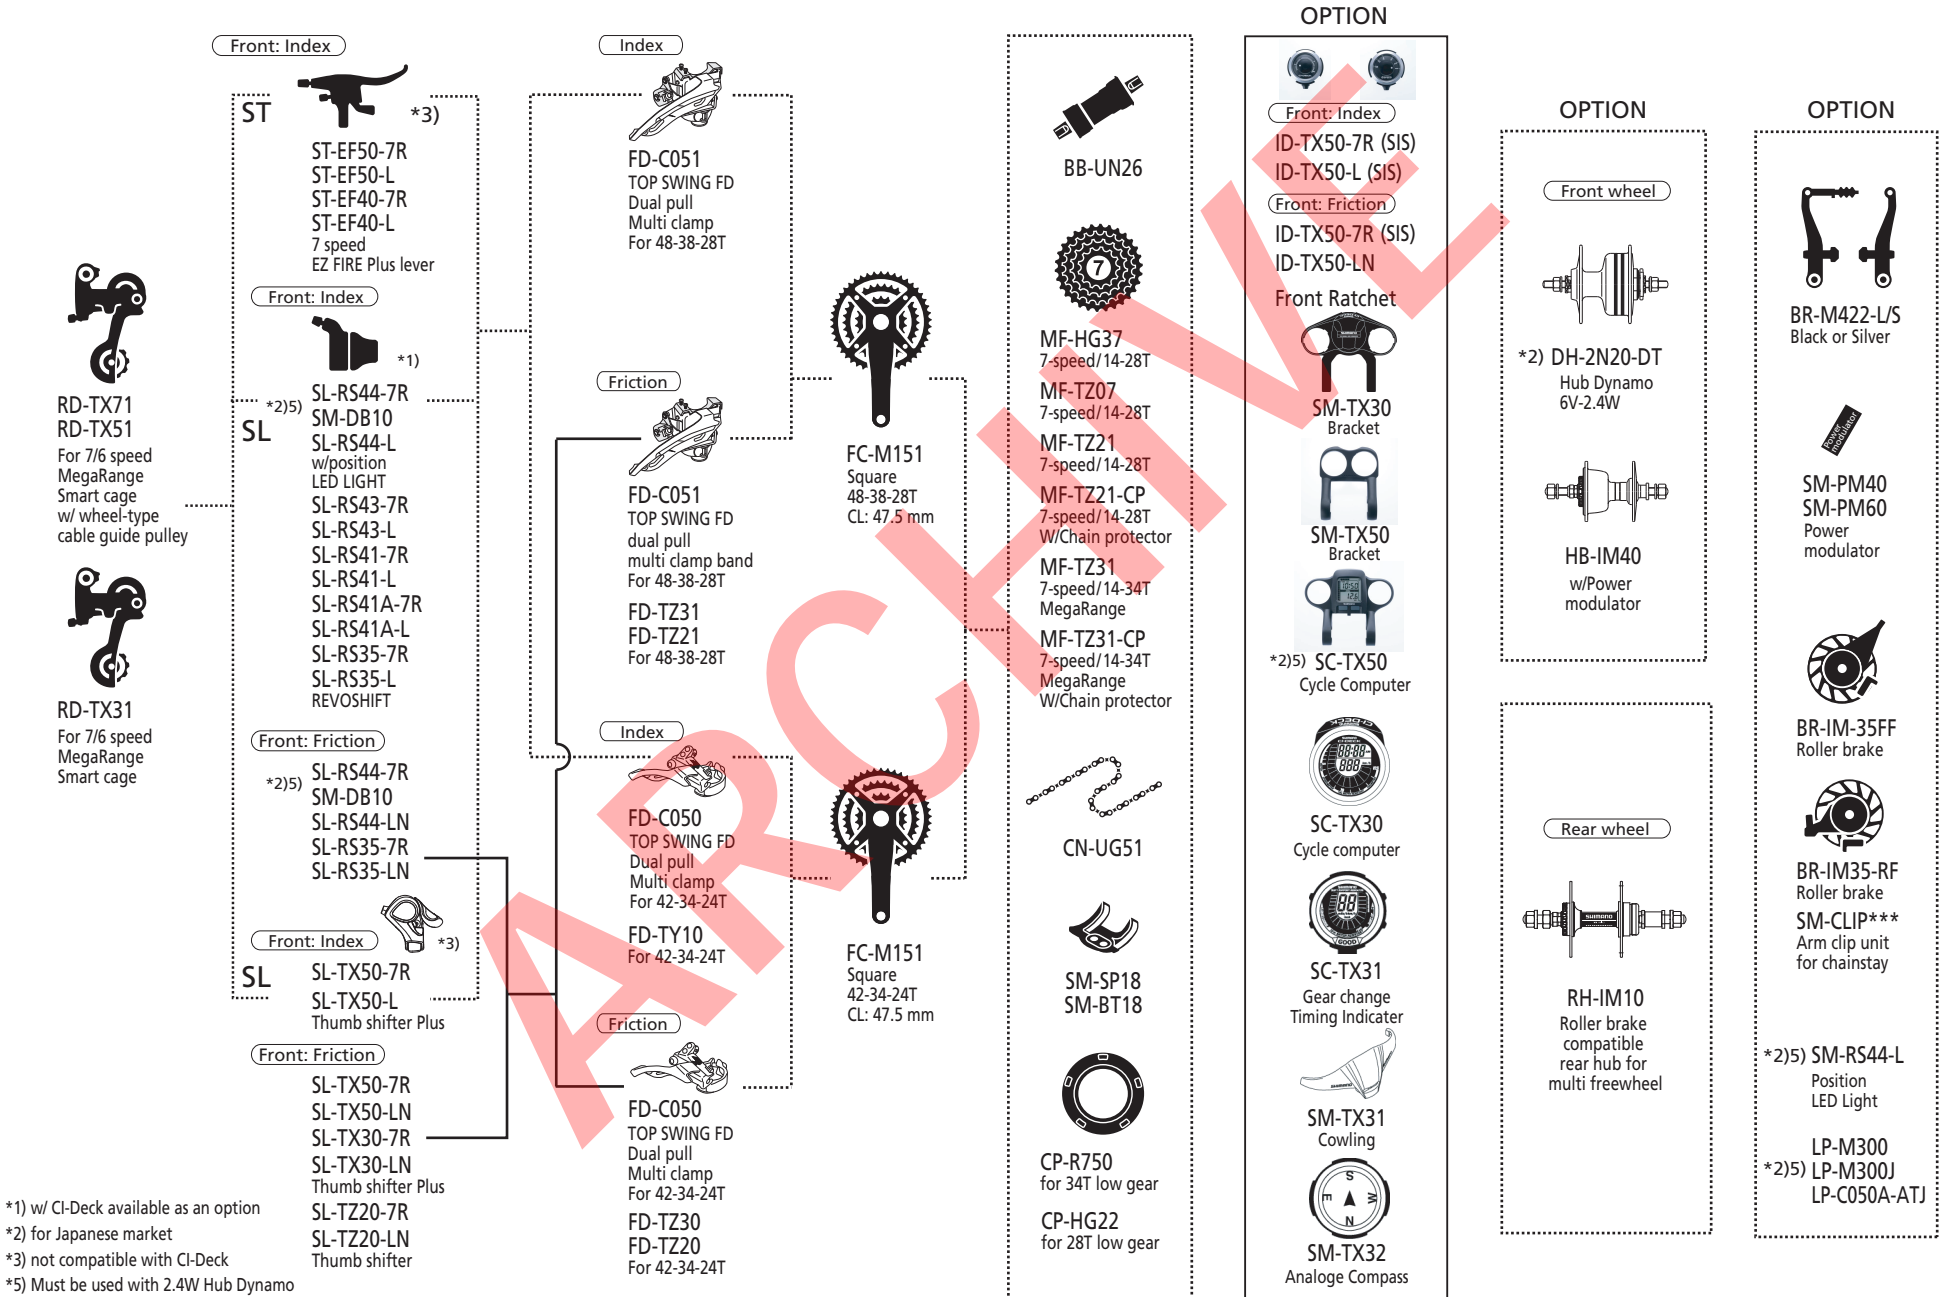 RD-TX71
RD-TX51
For 7/6 speed
MegaRange
Smart cage
w/ wheel-type
cable guide pulley
RD-TX31
For 7/6 speed
MegaRange
Smart cage
Front: Index
ST
*3)
ST-EF50-7R
ST-EF50-L
ST-EF40-7R
ST-EF40-L
7 speed
EZ FIRE Plus lever
Front: Index
*1)
SL
*2)5) SL-RS44-7R
SM-DB10
SL-RS44-L
w/position
LED LIGHT
SL-RS43-7R
SL-RS43-L
SL-RS41-7R
SL-RS41-L
SL-RS41A-7R
SL-RS41A-L
SL-RS35-7R
SL-RS35-L
REVOSHIFT
Front: Friction
*2)5) SL-RS44-7R
SM-DB10
SL-RS44-LN
SL-RS35-7R
SL-RS35-LN
Front: Index
*3)
SL
SL-TX50-7R
SL-TX50-L
Thumb shifter Plus
Front: Friction
SL-TX50-7R
SL-TX50-LN
SL-TX30-7R
SL-TX30-LN
Thumb shifter Plus
SL-TZ20-7R
SL-TZ20-LN
Thumb shifter
*1) w/ CI-Deck available as an option
*2) for Japanese market
*3) not compatible with CI-Deck
*5) Must be used with 2.4W Hub Dynamo
Index
FD-C051
TOP SWING FD
Dual pull
Multi clamp
For 48-38-28T
Friction
FD-C051
TOP SWING FD
dual pull
multi clamp band
For 48-38-28T
FD-TZ31
FD-TZ21
For 48-38-28T
Index
FD-C050
TOP SWING FD
Dual pull
Multi clamp
For 42-34-24T
FD-TY10
For 42-34-24T
Friction
FD-C050
TOP SWING FD
Dual pull
Multi clamp
For 42-34-24T
FD-TZ30
FD-TZ20
For 42-34-24T
FC-M151
Square
48-38-28T
CL: 47.5 mm
FC-M151
Square
42-34-24T
CL: 47.5 mm
BB-UN26
7
MF-HG37
7-speed/14-28T
MF-TZ07
7-speed/14-28T
MF-TZ21
7-speed/14-28T
MF-TZ21-CP
7-speed/14-28T
W/Chain protector
MF-TZ31
7-speed/14-34T
MegaRange
MF-TZ31-CP
7-speed/14-34T
MegaRange
W/Chain protector
CN-UG51
SM-SP18
SM-BT18
CP-R750
for 34T low gear
CP-HG22
for 28T low gear
OPTION
Front: Index
ID-TX50-7R (SIS)
ID-TX50-L (SIS)
Front: Friction
ID-TX50-7R (SIS)
ID-TX50-LN
Front Ratchet
SM-TX30
Bracket
SM-TX50
Bracket
*2)5) SC-TX50
Cycle Computer
SC-TX30
Cycle computer
88
GOOD
SC-TX31
Gear change
Timing Indicater
SM-TX31
Cowling
S
E
W
N
SM-TX32
Analoge Compass
OPTION
Front wheel
*2) DH-2N20-DT
Hub Dynamo
6V-2.4W
HB-IM40
w/Power
modulator
Rear wheel
SHIMANO
RH-IM10
Roller brake
compatible
rear hub for
multi freewheel
OPTION
BR-M422-L/S
Black or Silver
Power
modulator
SM-PM40
SM-PM60
Power
modulator
BR-IM-35FF
Roller brake
BR-IM35-RF
Roller brake
SM-CLIP***
Arm clip unit
for chainstay
*2)5) SM-RS44-L
Position
LED Light
LP-M300
*2)5) LP-M300J
LP-C050A-ATJ
ARCHIVE